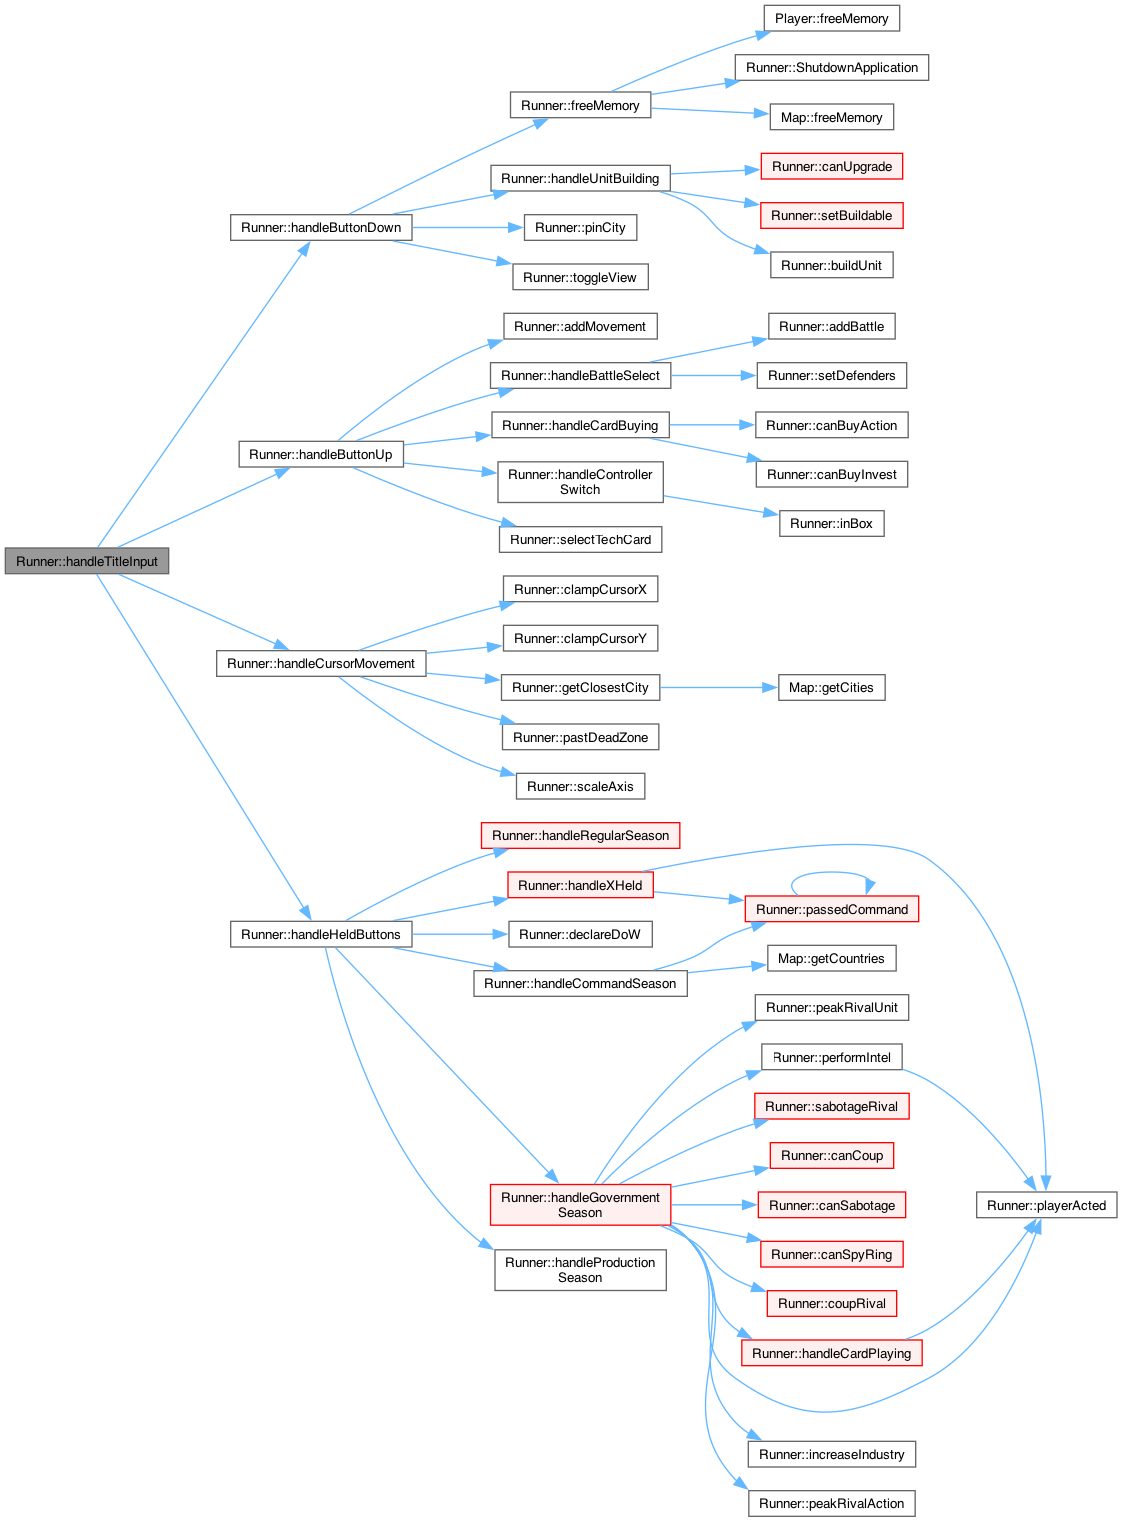 Player::freeMemory
Runner::ShutdownApplication
Runner::freeMemory
Map::freeMemory
Runner::canUpgrade
Runner::handleUnitBuilding
Runner::setBuildable
Runner::handleButtonDown
Runner::pinCity
Runner::buildUnit
Runner::toggleView
Runner::addMovement
Runner::addBattle
Runner::handleBattleSelect
Runner::setDefenders
Runner::handleCardBuying
Runner::canBuyAction
Runner::handleButtonUp
Runner::handleController
Switch
Runner::canBuyInvest
Runner::inBox
Runner::selectTechCard
Runner::handleTitleInput
Runner::clampCursorX
Runner::clampCursorY
Runner::handleCursorMovement
Runner::getClosestCity
Map::getCities
Runner::pastDeadZone
Runner::scaleAxis
Runner::handleRegularSeason
Runner::handleXHeld
Runner::passedCommand
Runner::handleHeldButtons
Runner::declareDoW
Map::getCountries
Runner::handleCommandSeason
Runner::peakRivalUnit
Runner::performIntel
Runner::sabotageRival
Runner::canCoup
Runner::handleGovernment
Season
Runner::canSabotage
Runner::playerActed
Runner::canSpyRing
Runner::handleProduction
Season
Runner::coupRival
Runner::handleCardPlaying
Runner::increaseIndustry
Runner::peakRivalAction